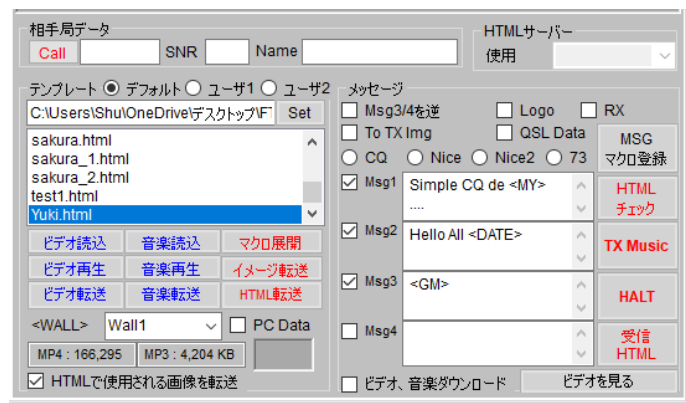 相手局データ
Call SNR Name
HTMLサーバー
使用
テンプレート デフォルト ユーザ1 ユーザ2
C:\Users\Shu\OneDrive\デスクトップ\FT Set
sakura.html
sakura_1.html
sakura_2.html
test1.html
Yuki.html
ビデオ読込 音楽読込 マクロ展開
ビデオ再生 音楽再生 イメージ転送
ビデオ転送 音楽転送 HTML転送
<WALL> Wall1 PC Data
MP4 : 166,295 MP3 : 4,204 KB
HTMLで使用される画像を転送
メッセージ
Msg3/4を逆 Logo RX
To TX Img QSL Data
CQ Nice Nice2 73
MSG
マクロ登録
Msg1 Simple CQ de <MY>
....
HTML
チェック
Msg2 Hello All <DATE>
TX Music
Msg3 <GM>
HALT
Msg4
受信
HTML
ビデオ、音楽ダウンロード ビデオを見る